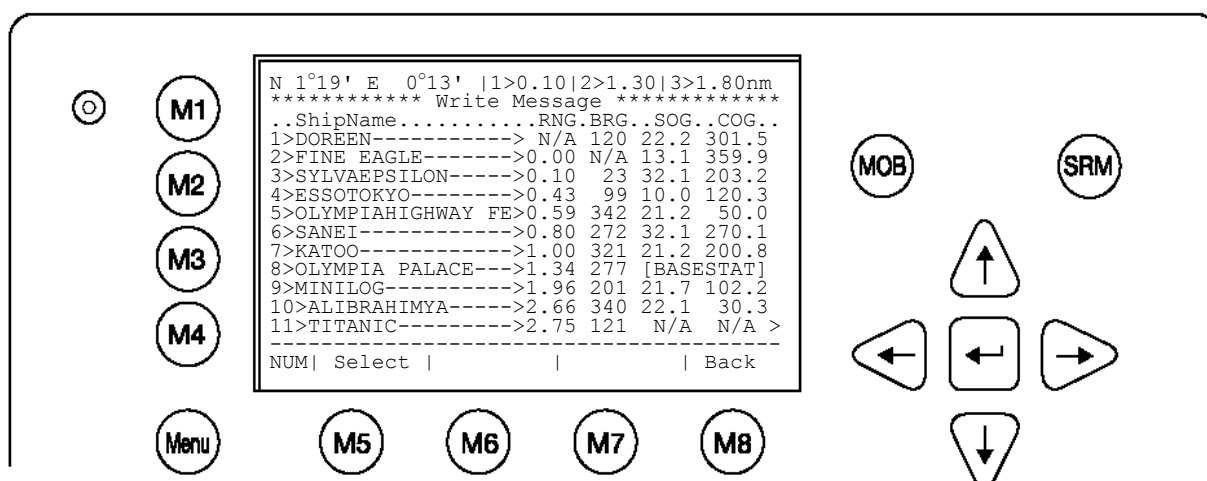 N 1°19' E  0°13' |1>0.10|2>1.30|3>1.80nm
************ Write Message *************
..ShipName...........RNG.BRG..SOG..COG..
1>DOREEN-----------> N/A 120 22.2 301.5
2>FINE EAGLE------->0.00 N/A 13.1 359.9
3>SYLVAEPSILON----->0.10  23 32.1 203.2
4>ESSOTOKYO-------->0.43  99 10.0 120.3
5>OLYMPIAHIGHWAY FE>0.59 342 21.2  50.0
6>SANEI------------>0.80 272 32.1 270.1
7>KATOO------------>1.00 321 21.2 200.8
8>OLYMPIA PALACE--->1.34 277 [BASESTAT]
9>MINILOG---------->1.96 201 21.7 102.2
10>ALIBRAHIMYA----->2.66 340 22.1  30.3
11>TITANIC--------->2.75 121  N/A  N/A >
----------------------------------------
NUM| Select |         |         | Back
M1
M2
M3
M4
Menu
M5
M6
M7
M8
MOB
SRM